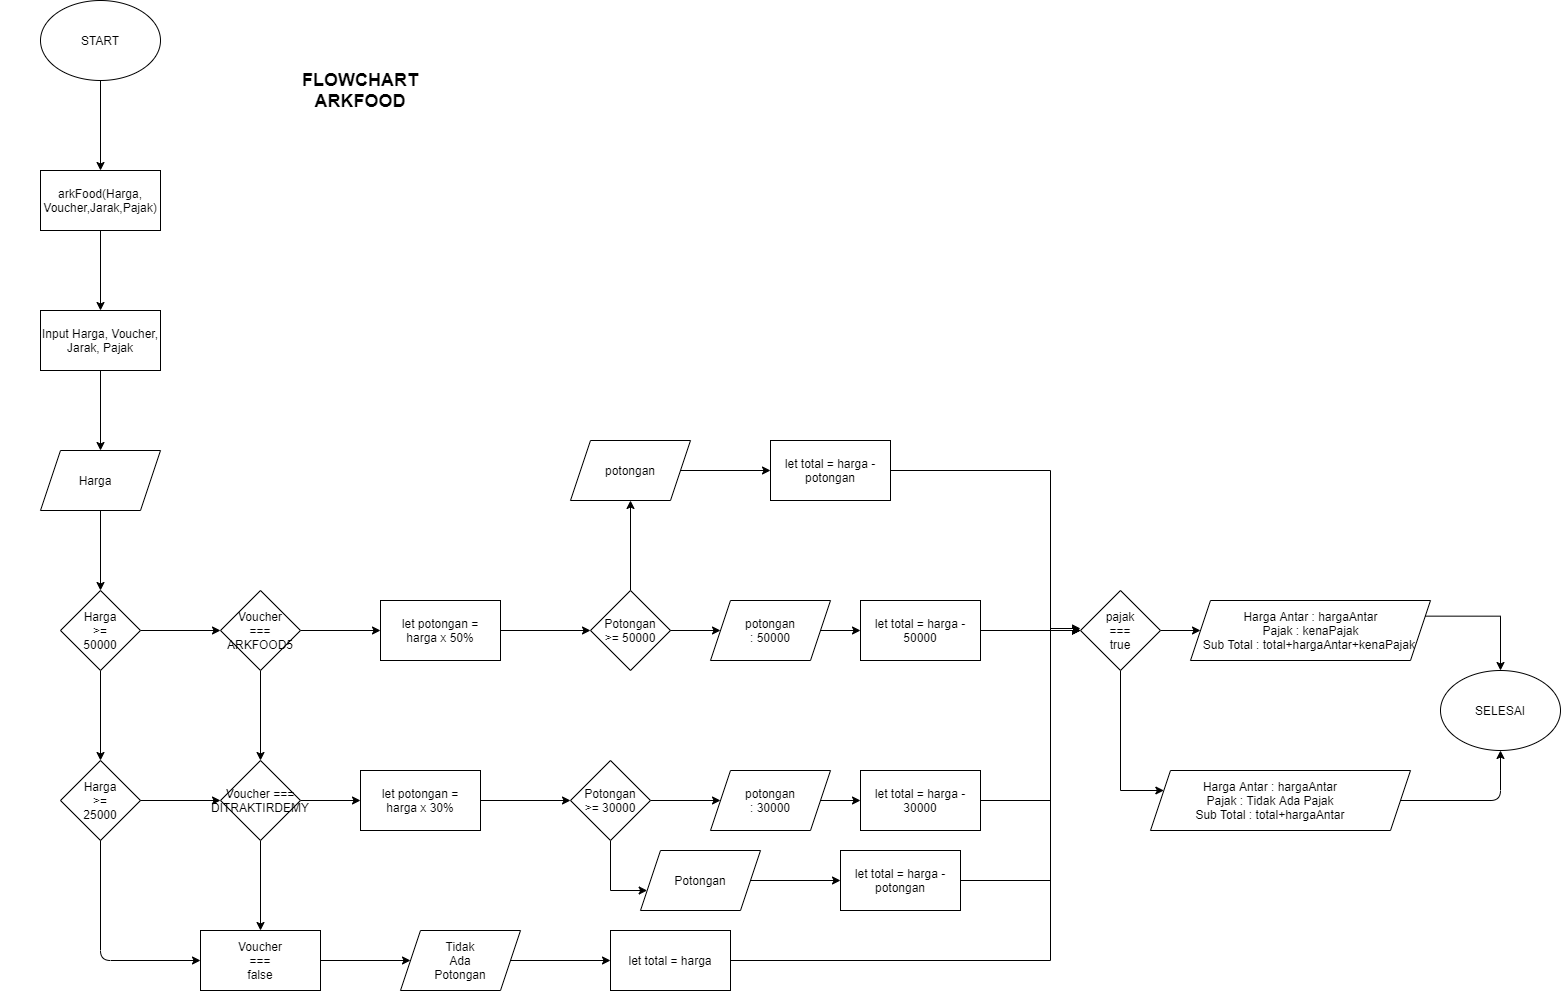 START
FLOWCHART
ARKFOOD
arkFood(Harga,
Voucher,Jarak,Pajak)
Input Harga, Voucher,
Jarak, Pajak
Harga
potongan
let total = harga -
potongan
Harga
>=
50000
Voucher
===
ARKFOOD5
let potongan =
harga x 50%
Potongan
>= 50000
potongan
: 50000
let total = harga -
50000
pajak
===
true
Harga Antar : hargaAntar
Pajak : kenaPajak
Sub Total : total+hargaAntar+kenaPajak
SELESAI
Harga
>=
25000
Voucher ===
DITRAKTIRDEMY
let potongan =
harga x 30%
Potongan
>= 30000
potongan
: 30000
let total = harga -
30000
Harga Antar : hargaAntar
Pajak : Tidak Ada Pajak
Sub Total : total+hargaAntar
Potongan
let total = harga -
potongan
Voucher
===
false
Tidak
Ada
Potongan
let total = harga